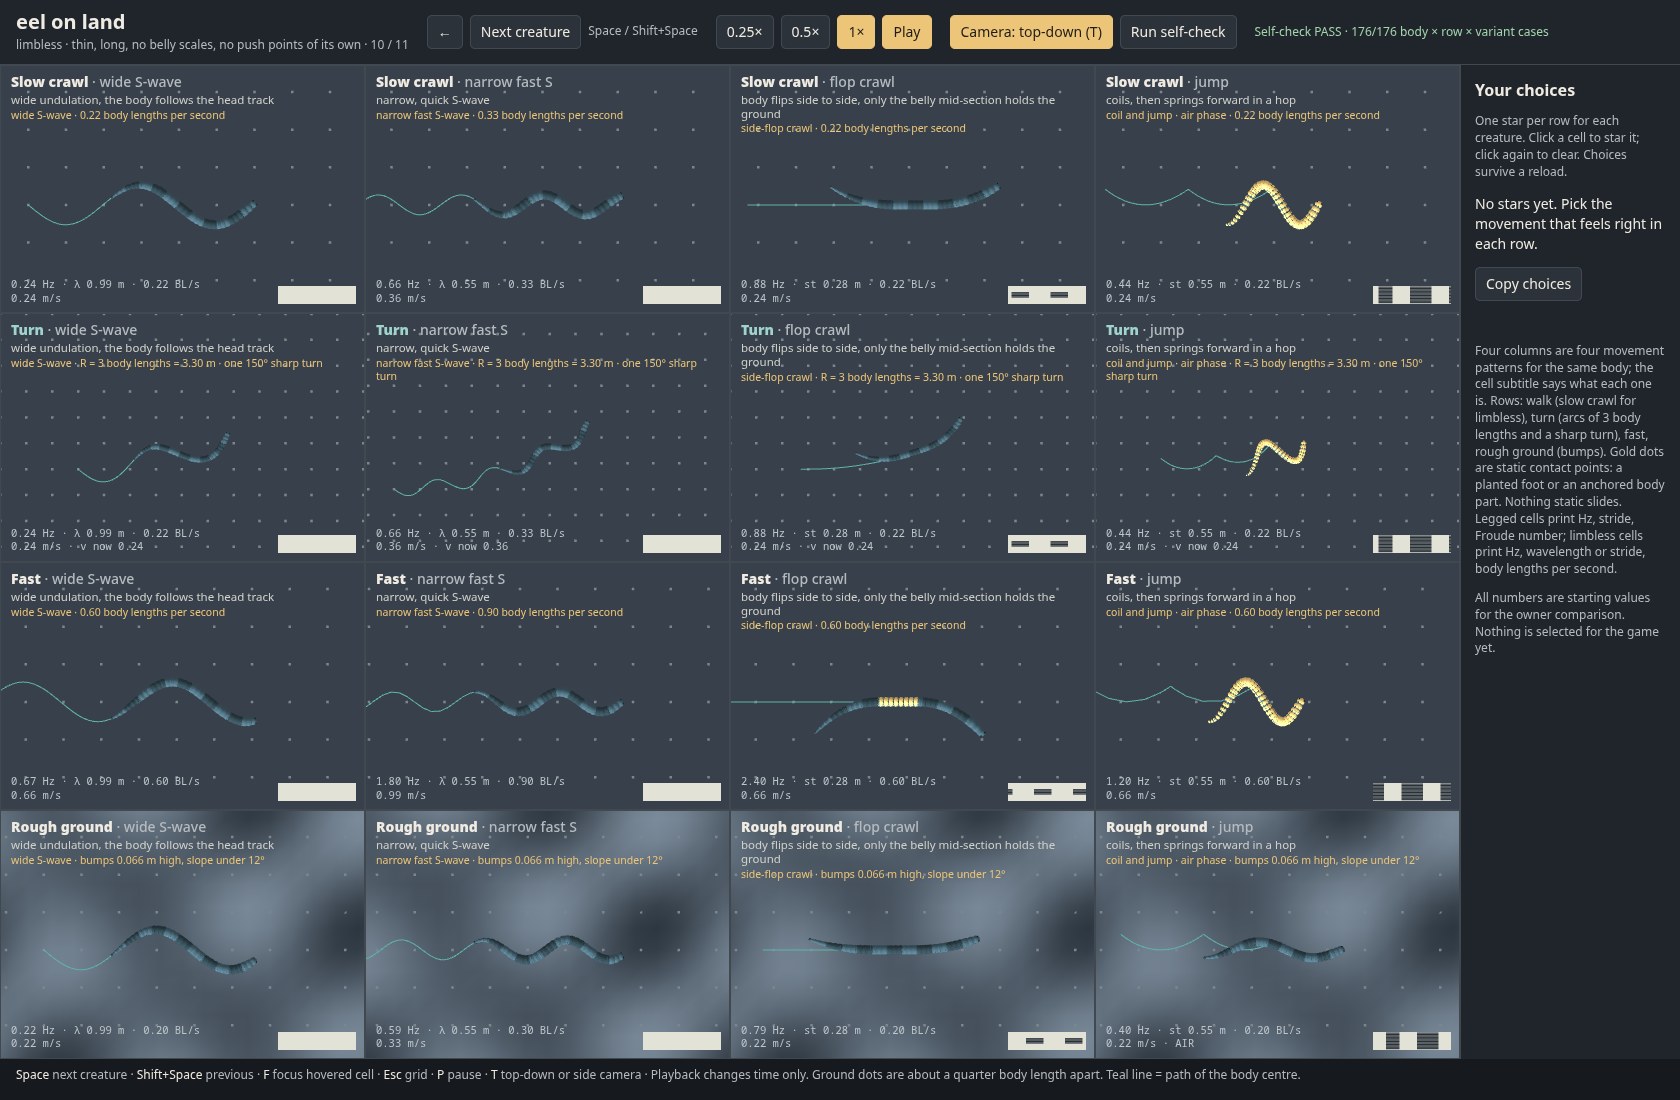 eel on land
limbless · thin, long, no belly scales, no push points of its own · 10 / 11
←
Next creature
Space / Shift+Space
0.25×
0.5×
1×
Play
Camera: top-down (T)
Run self-check
Self-check PASS · 176/176 body × row × variant cases
Slow crawl · wide S-wave
wide undulation, the body follows the head track
wide S-wave · 0.22 body lengths per second
0.24 Hz · λ 0.99 m · 0.22 BL/s
0.24 m/s
Slow crawl · narrow fast S
narrow, quick S-wave
narrow fast S-wave · 0.33 body lengths per second
0.66 Hz · λ 0.55 m · 0.33 BL/s
0.36 m/s
Slow crawl · flop crawl
body flips side to side, only the belly mid-section holds the
ground
side-flop crawl · 0.22 body lengths per second
0.88 Hz · st 0.28 m · 0.22 BL/s
0.24 m/s
Slow crawl · jump
coils, then springs forward in a hop
coil and jump · air phase · 0.22 body lengths per second
0.44 Hz · st 0.55 m · 0.22 BL/s
0.24 m/s
Turn · wide S-wave
wide undulation, the body follows the head track
wide S-wave · R = 3 body lengths = 3.30 m · one 150° sharp turn
0.24 Hz · λ 0.99 m · 0.22 BL/s
0.24 m/s · v now 0.24
Turn · narrow fast S
narrow, quick S-wave
narrow fast S-wave · R = 3 body lengths = 3.30 m · one 150° sharp
turn
0.66 Hz · λ 0.55 m · 0.33 BL/s
0.36 m/s · v now 0.36
Turn · flop crawl
body flips side to side, only the belly mid-section holds the
ground
side-flop crawl · R = 3 body lengths = 3.30 m · one 150° sharp turn
0.88 Hz · st 0.28 m · 0.22 BL/s
0.24 m/s · v now 0.24
Turn · jump
coils, then springs forward in a hop
coil and jump · air phase · R = 3 body lengths = 3.30 m · one 150°
sharp turn
0.44 Hz · st 0.55 m · 0.22 BL/s
0.24 m/s · v now 0.24
Fast · wide S-wave
wide undulation, the body follows the head track
wide S-wave · 0.60 body lengths per second
0.67 Hz · λ 0.99 m · 0.60 BL/s
0.66 m/s
Fast · narrow fast S
narrow, quick S-wave
narrow fast S-wave · 0.90 body lengths per second
1.80 Hz · λ 0.55 m · 0.90 BL/s
0.99 m/s
Fast · flop crawl
body flips side to side, only the belly mid-section holds the
ground
side-flop crawl · 0.60 body lengths per second
2.40 Hz · st 0.28 m · 0.60 BL/s
0.66 m/s
Fast · jump
coils, then springs forward in a hop
coil and jump · air phase · 0.60 body lengths per second
1.20 Hz · st 0.55 m · 0.60 BL/s
0.66 m/s
Rough ground · wide S-wave
wide undulation, the body follows the head track
wide S-wave · bumps 0.066 m high, slope under 12°
0.22 Hz · λ 0.99 m · 0.20 BL/s
0.22 m/s
Rough ground · narrow fast S
narrow, quick S-wave
narrow fast S-wave · bumps 0.066 m high, slope under 12°
0.59 Hz · λ 0.55 m · 0.30 BL/s
0.33 m/s
Rough ground · flop crawl
body flips side to side, only the belly mid-section holds the
ground
side-flop crawl · bumps 0.066 m high, slope under 12°
0.79 Hz · st 0.28 m · 0.20 BL/s
0.22 m/s
Rough ground · jump
coils, then springs forward in a hop
coil and jump · air phase · bumps 0.066 m high, slope under 12°
0.40 Hz · st 0.55 m · 0.20 BL/s
0.22 m/s · AIR
Your choices
One star per row for each
creature. Click a cell to star it;
click again to clear. Choices
survive a reload.
No stars yet. Pick the
movement that feels right in
each row.
Copy choices
Four columns are four movement
patterns for the same body; the
cell subtitle says what each one
is. Rows: walk (slow crawl for
limbless), turn (arcs of 3 body
lengths and a sharp turn), fast,
rough ground (bumps). Gold dots
are static contact points: a
planted foot or an anchored body
part. Nothing static slides.
Legged cells print Hz, stride,
Froude number; limbless cells
print Hz, wavelength or stride,
body lengths per second.
All numbers are starting values
for the owner comparison.
Nothing is selected for the game
yet.
Space next creature · Shift+Space previous · F focus hovered cell · Esc grid · P pause · T top-down or side camera · Playback changes time only. Ground dots are about a quarter body length apart. Teal line = path of the body centre.